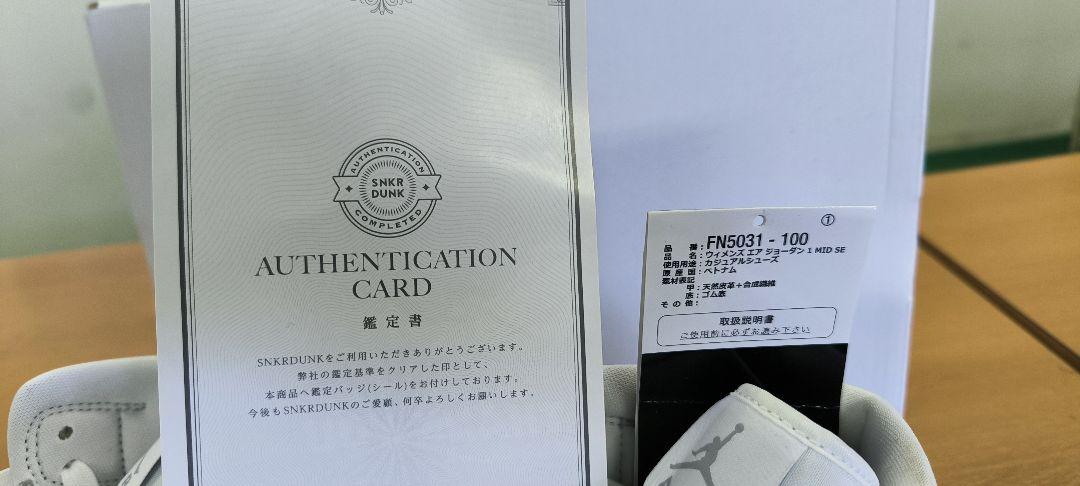 AUTHENTICATION
SNKR
DUNK
COMPLETED
AUTHENTICATION
CARD
鑑定書
SNKRDUNKをご利用いただきありがとうございます。
弊社の鑑定基準をクリアした印として、
本商品へ鑑定バッジ(シール)をお付けしております。
今後もSNKRDUNKのご愛顧、何卒よろしくお願いします。
①
品番:FN5031 - 100
品名:ウィメンズ エア ジョーダン 1 MID SE
使用用途:カジュアルシューズ
原産国:ベトナム
素材表記
甲:天然皮革+合成繊維
底:ゴム底
その他:
取扱説明書
ご使用前に必ずお読み下さい